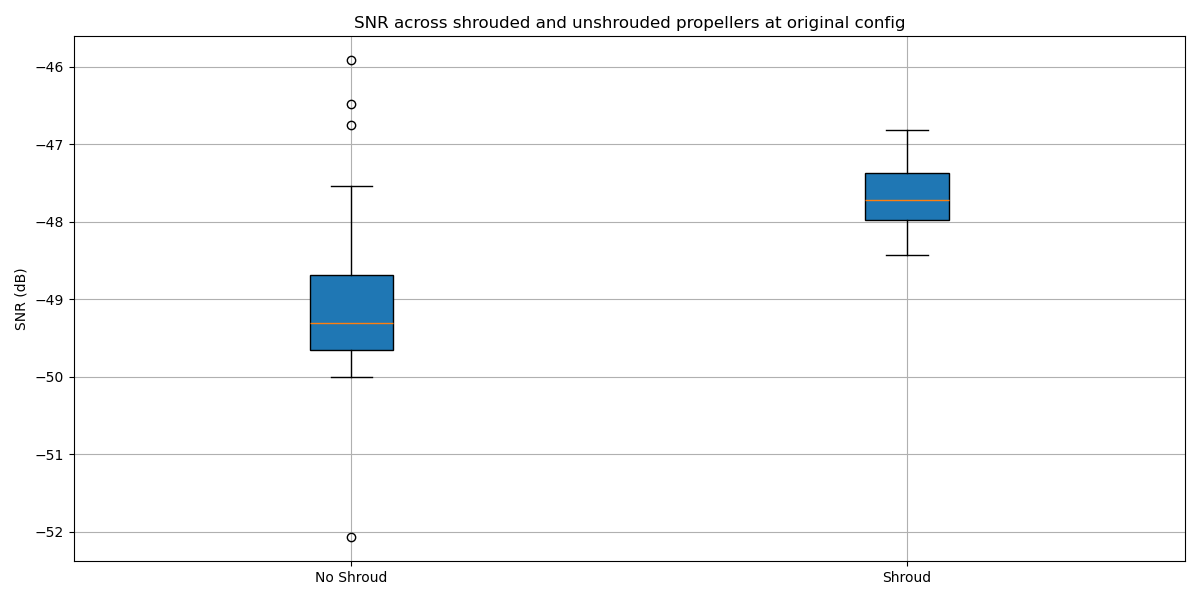 SNR across shrouded and unshrouded propellers at original config
−46
−47
−48
−49
−50
−51
−52
SNR (dB)
No Shroud
Shroud